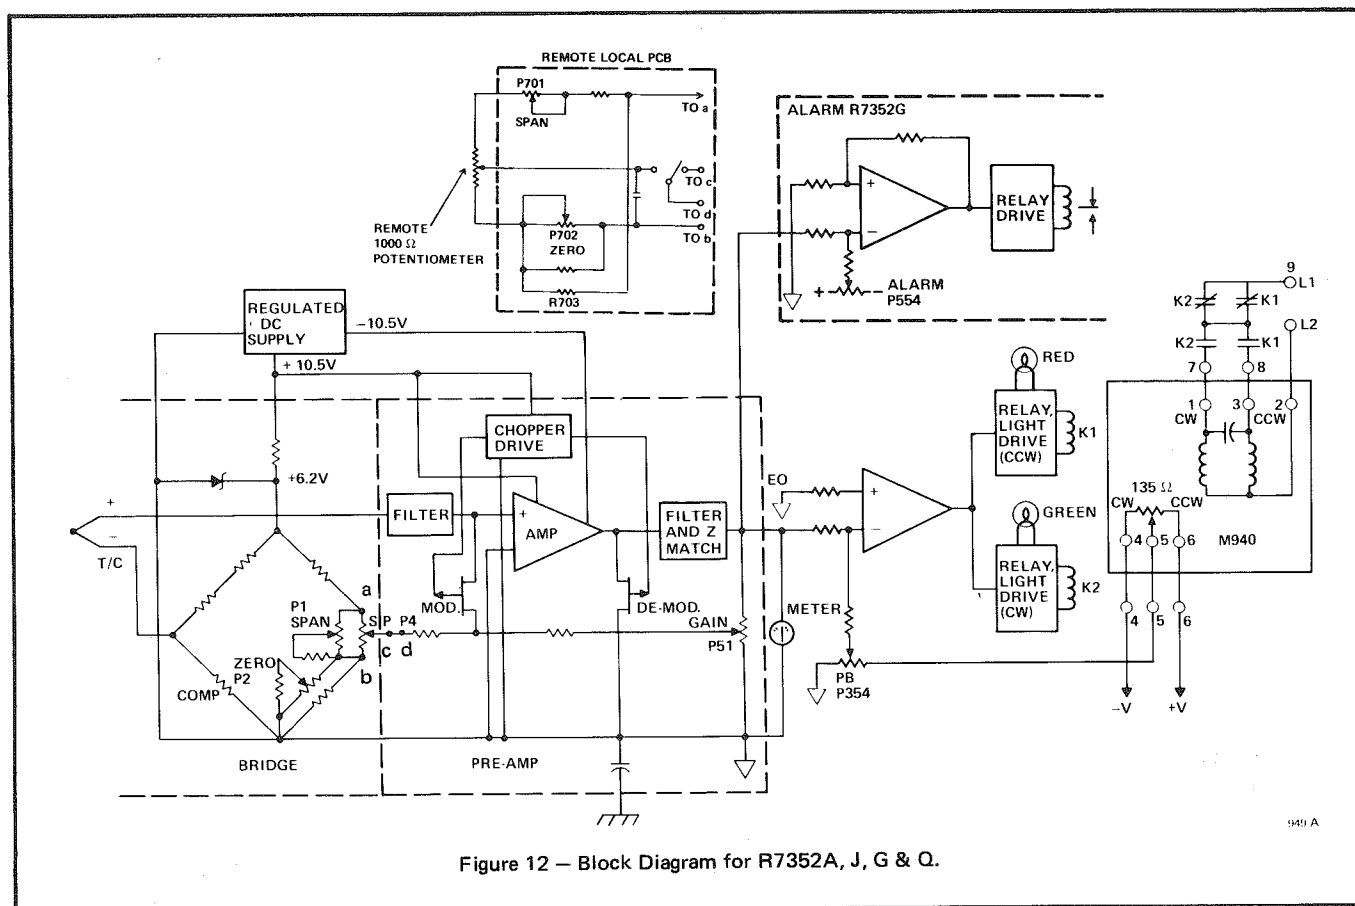 REMOTE LOCAL PCB
P701
SPAN
TO a
TO c
TO d
TO b
P702
ZERO
R703
REMOTE
1000 Ω
POTENTIOMETER
ALARM R7352G
+
−
RELAY
DRIVE
+ − −
ALARM
P554
REGULATED
DC
SUPPLY
−10.5V
+ 10.5V
+6.2V
+
−
T/C
FILTER
CHOPPER
DRIVE
+
AMP
−
FILTER
AND Z
MATCH
MOD.
DE-MOD.
a
P1
SPAN
S.P.
P4
c d
b
ZERO
P2
COMP
BRIDGE
PRE-AMP
GAIN
P51
METER
EO
+
−
PB
P354
RED
RELAY,
LIGHT
DRIVE
(CCW)
K1
GREEN
RELAY,
LIGHT
DRIVE
(CW)
K2
9
L1
K2 K1
L2
K2 K1
7 8
1 3 2
CW CCW
135 Ω
CW CCW
4 5 6
M940
4 5 6
−V +V
949 A
Figure 12 — Block Diagram for R7352A, J, G & Q.